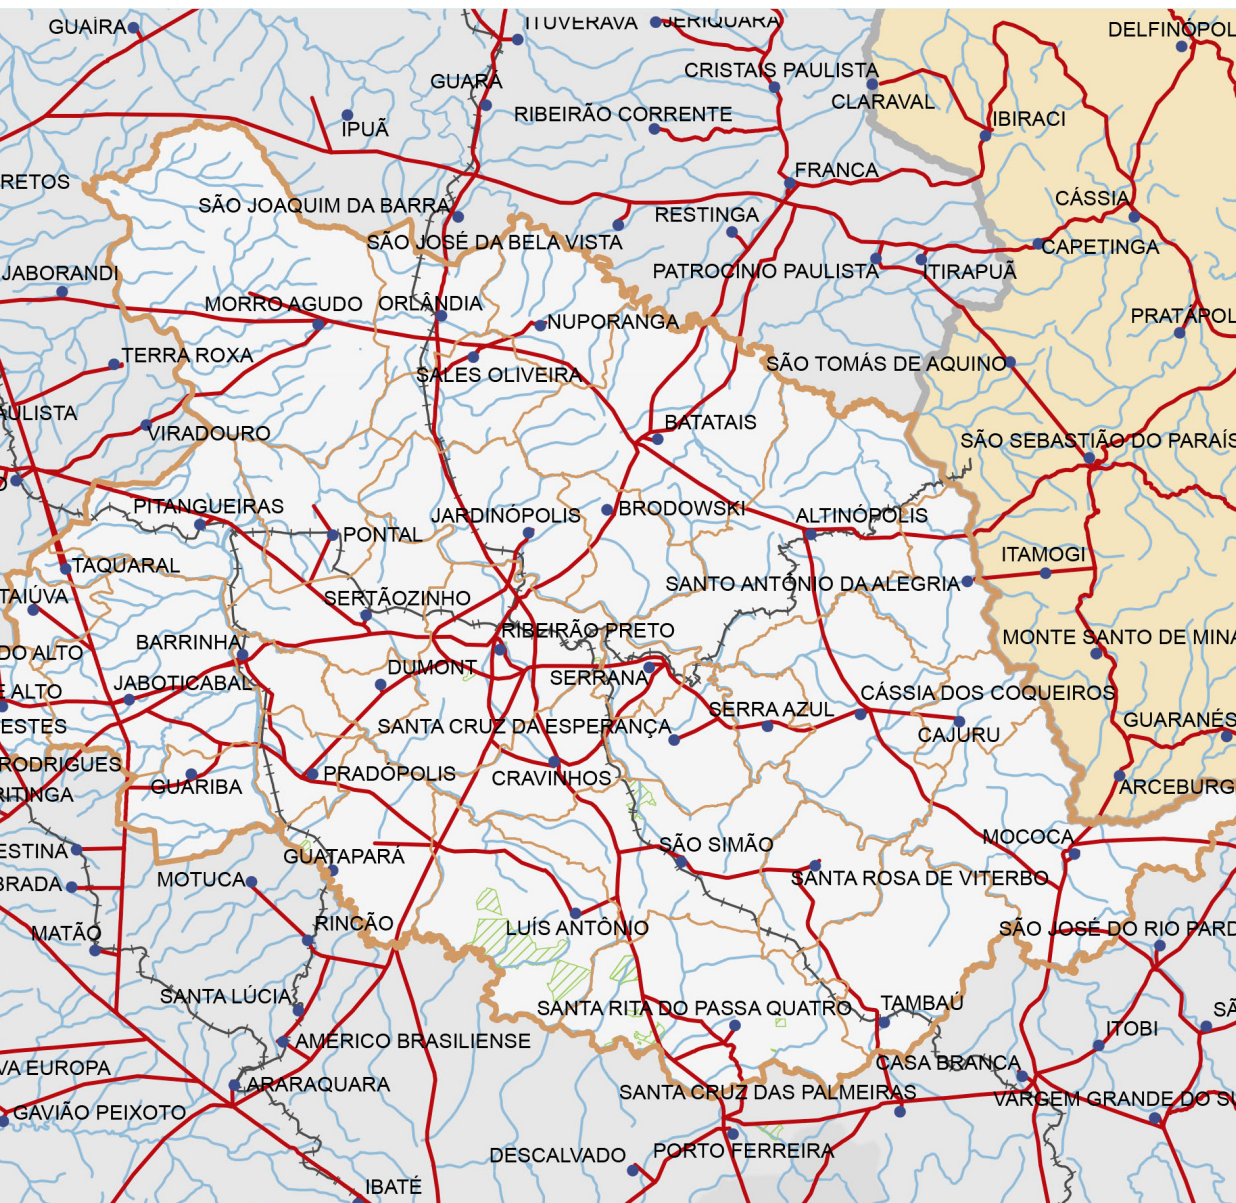 ITUVERAVA
JERIQUARA
GUAÍRA
DELFINÓPOL
CRISTAIS PAULISTA
GUARÁ
CLARAVAL
RIBEIRÃO CORRENTE
IBIRACI
IPUÃ
FRANCA
RETOS
CÁSSIA
SÃO JOAQUIM DA BARRA
RESTINGA
SÃO JOSÉ DA BELA VISTA
CAPETINGA
JABORANDI
PATROCÍNIO PAULISTA
ITIRAPUÃ
MORRO AGUDO
ORLÂNDIA
PRATÁPOL
NUPORANGA
TERRA ROXA
SÃO TOMÁS DE AQUINO
SALES OLIVEIRA
AULISTA
BATATAIS
VIRADOURO
SÃO SEBASTIÃO DO PARAÍS
O
PITANGUEIRAS
BRODOWSKI
JARDINÓPOLIS
ALTINÓPOLIS
PONTAL
ITAMOGI
TAQUARAL
SANTO ANTÔNIO DA ALEGRIA
TAIÚVA
SERTÃOZINHO
RIBEIRÃO PRETO
MONTE SANTO DE MINA
BARRINHA
DO ALTO
DUMONT
SERRANA
JABOTICABAL
E ALTO
CÁSSIA DOS COQUEIROS
SERRA AZUL
GUARANÉS
ESTES
SANTA CRUZ DA ESPERANÇA
CAJURU
RODRIGUES
PRADÓPOLIS
CRAVINHOS
GUARIBA
ARCEBURG
RITINGA
MOCOCA
SÃO SIMÃO
ESTINA
GUATAPARÁ
SANTA ROSA DE VITERBO
BRADA
MOTUCA
RINCÃO
LUÍS ANTÔNIO
SÃO JOSÉ DO RIO PARD
MATÃO
SANTA LÚCIA
SANTA RITA DO PASSA QUATRO
TAMBAÚ
SÃ
ITOBI
AMÉRICO BRASILIENSE
CASA BRANCA
VA EUROPA
ARARAQUARA
SANTA CRUZ DAS PALMEIRAS
VARGEM GRANDE DO SU
GAVIÃO PEIXOTO
PORTO FERREIRA
DESCALVADO
IBATÉ